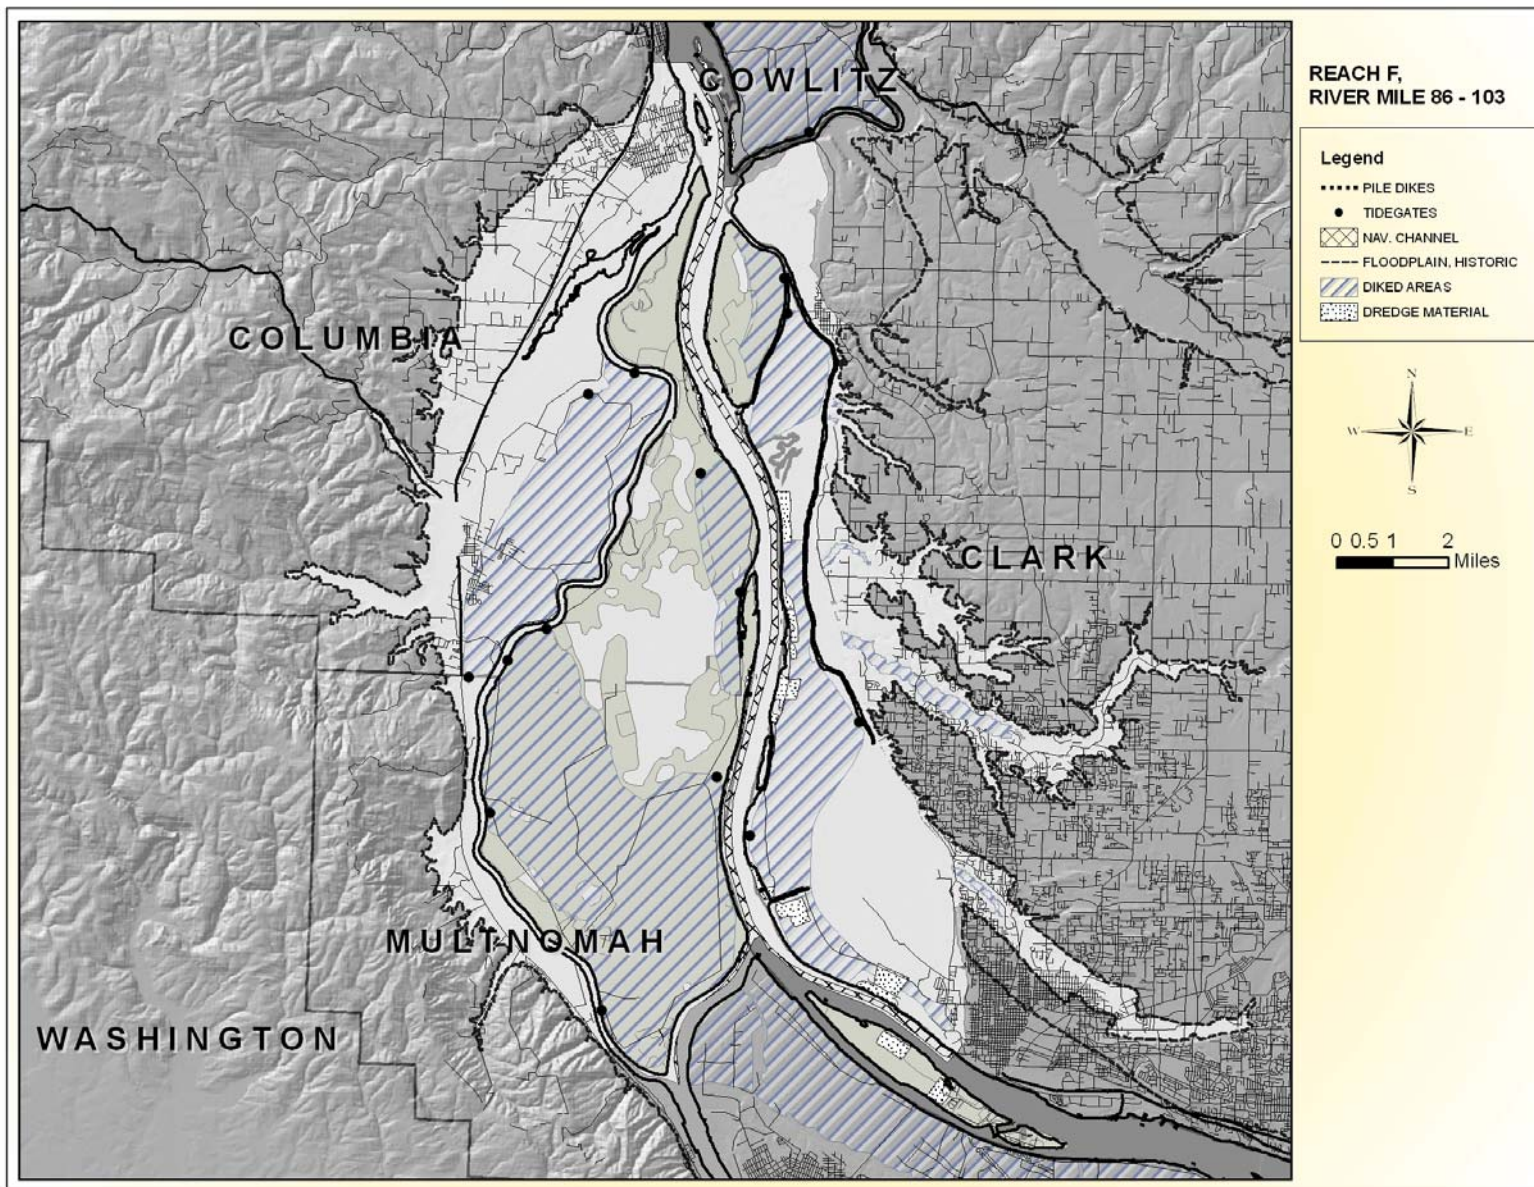 REACH F,
RIVER MILE 86 - 103
Legend
PILE DIKES
TIDEGATES
NAV. CHANNEL
FLOODPLAIN, HISTORIC
DIKED AREAS
DREDGE MATERIAL
N
W E
S
0 0.5 1 2
Miles
COWLITZ
COLUMBIA
CLARK
MULTNOMAH
WASHINGTON